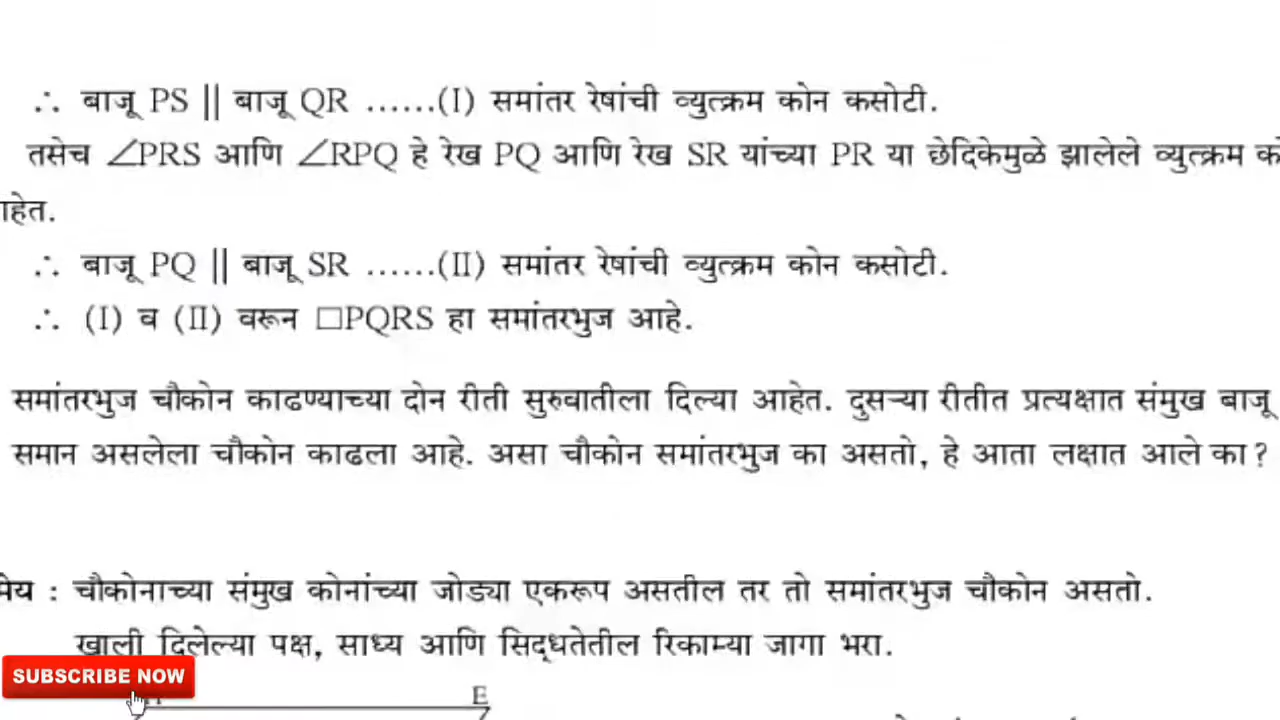 ∴ बाजू PS || बाजू QR ......(I) समांतर रेषांची व्युत्क्रम कोन कसोटी.
तसेच ∠PRS आणि ∠RPQ हे रेख PQ आणि रेख SR यांच्या PR या छेदिकेमुळे झालेले व्युत्क्रम
∴ बाजू PQ || बाजू SR ......(II) समांतर रेषांची व्युत्क्रम कोन कसोटी.
∴ (I) व (II) वरून □PQRS हा समांतरभुज आहे.
समांतरभुज चौकोन काढण्याच्या दोन रीती सुरुवातीला दिल्या आहेत. दुसऱ्या रीतीत प्रत्यक्षात संमुख बाजू
समान असलेला चौकोन काढला आहे. असा चौकोन समांतरभुज का असतो, हे आता लक्षात आले का?
: चौकोनाच्या संमुख कोनांच्या जोड्या एकरूप असतील तर तो समांतरभुज चौकोन असतो.
खाली दिलेल्या पक्ष, साध्य आणि सिद्धतेतील रिकाम्या जागा भरा.
SUBSCRIBE NOW
E